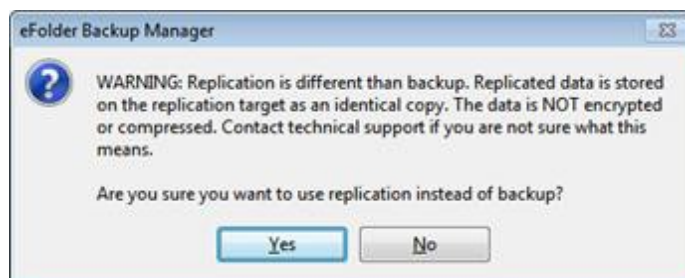 eFolder Backup Manager
WARNING: Replication is different than backup. Replicated data is stored
on the replication target as an identical copy. The data is NOT encrypted
or compressed. Contact technical support if you are not sure what this
means.
Are you sure you want to use replication instead of backup?
Yes
No